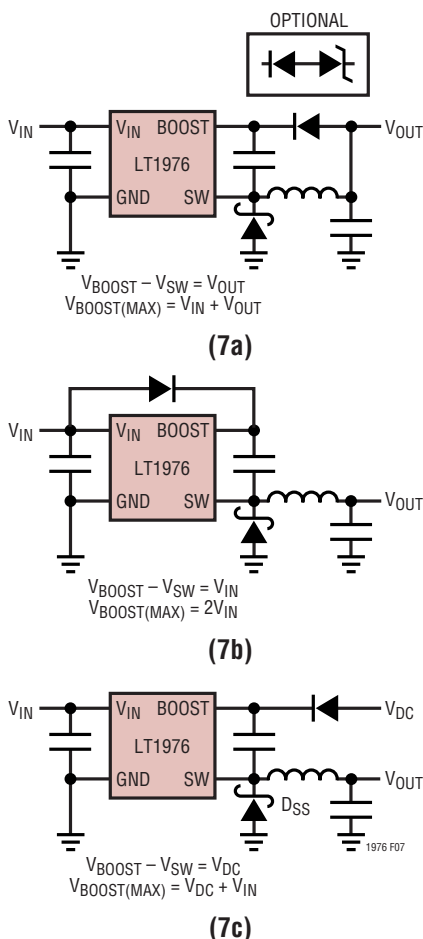 OPTIONAL
V_IN V_IN BOOST V_OUT
LT1976
GND SW
V_BOOST – V_SW = V_OUT
V_BOOST(MAX) = V_IN + V_OUT
(7a)
V_IN V_IN BOOST
LT1976
GND SW V_OUT
V_BOOST – V_SW = V_IN
V_BOOST(MAX) = 2V_IN
(7b)
V_IN V_IN BOOST V_DC
LT1976
GND SW V_OUT
D_SS
1976 F07
V_BOOST – V_SW = V_DC
V_BOOST(MAX) = V_DC + V_IN
(7c)